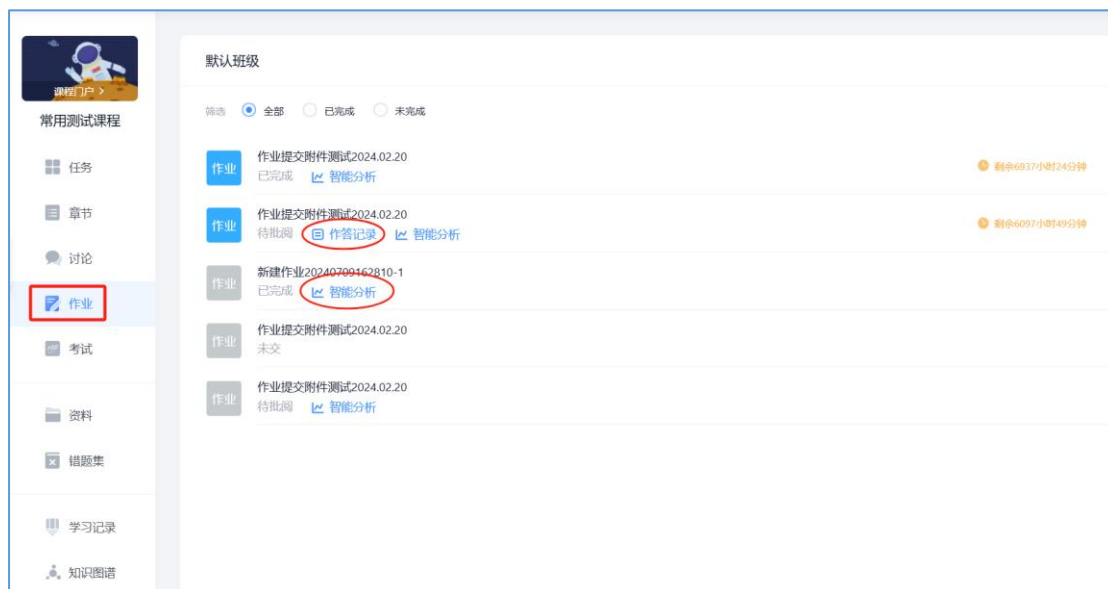 课程门户 >
常用测试课程
任务
章节
讨论
作业
考试
资料
错题集
学习记录
知识图谱
默认班级
筛选 全部 已完成 未完成
作业 作业提交附件测试2024.02.20
已完成 智能分析
剩余6937小时24分钟
作业 作业提交附件测试2024.02.20
待批阅 作答记录 智能分析
剩余6097小时49分钟
作业 新建作业20240709162810-1
已完成 智能分析
作业 作业提交附件测试2024.02.20
未交
作业 作业提交附件测试2024.02.20
待批阅 智能分析